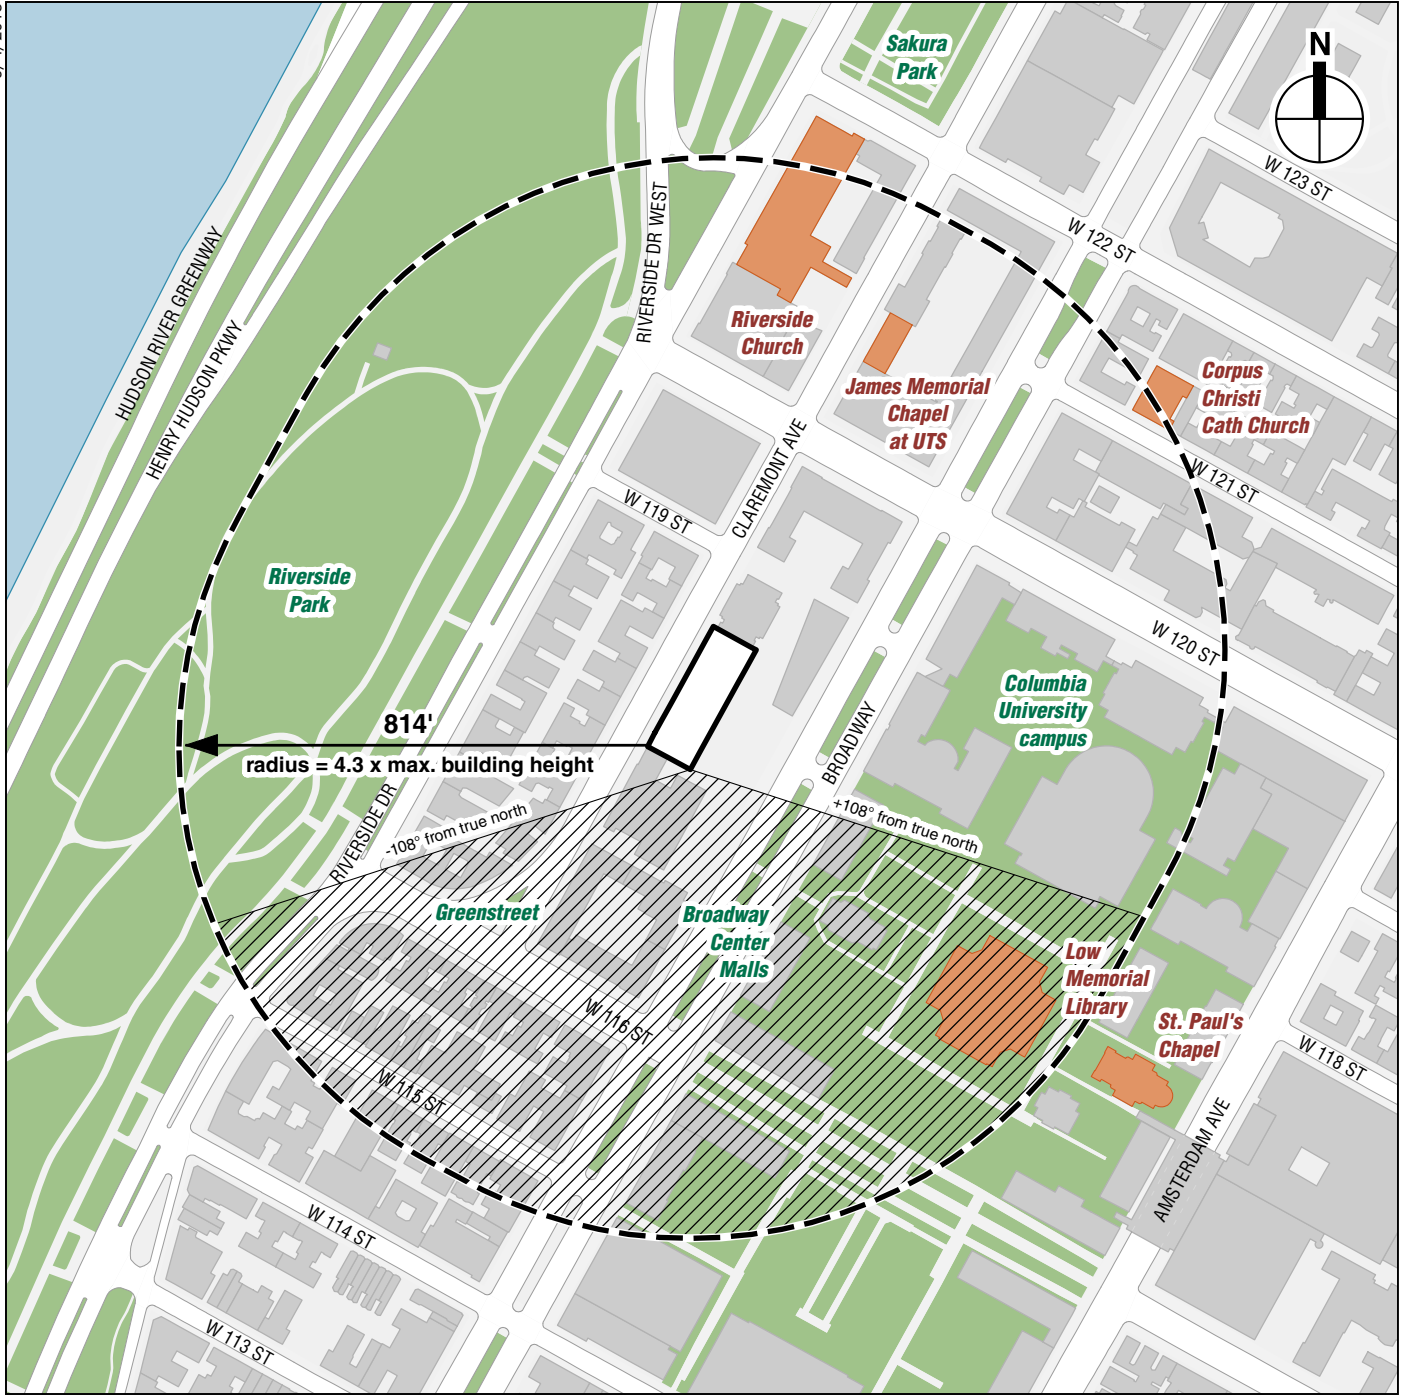 Sakura
Park
N
W 123 ST
W 122 ST
HUDSON RIVER GREENWAY
HENRY HUDSON PKWY
RIVERSIDE DR WEST
Riverside
Church
James Memorial
Chapel
at UTS
Corpus
Christi
Cath Church
W 121 ST
CLAREMONT AVE
W 119 ST
Riverside
Park
W 120 ST
Columbia
University
campus
814'
radius = 4.3 x max. building height
BROADWAY
RIVERSIDE DR
-108° from true north
+108° from true north
Greenstreet
Broadway
Center
Malls
Low
Memorial
Library
St. Paul's
Chapel
W 116 ST
W 115 ST
W 118 ST
AMSTERDAM AVE
W 114 ST
W 113 ST